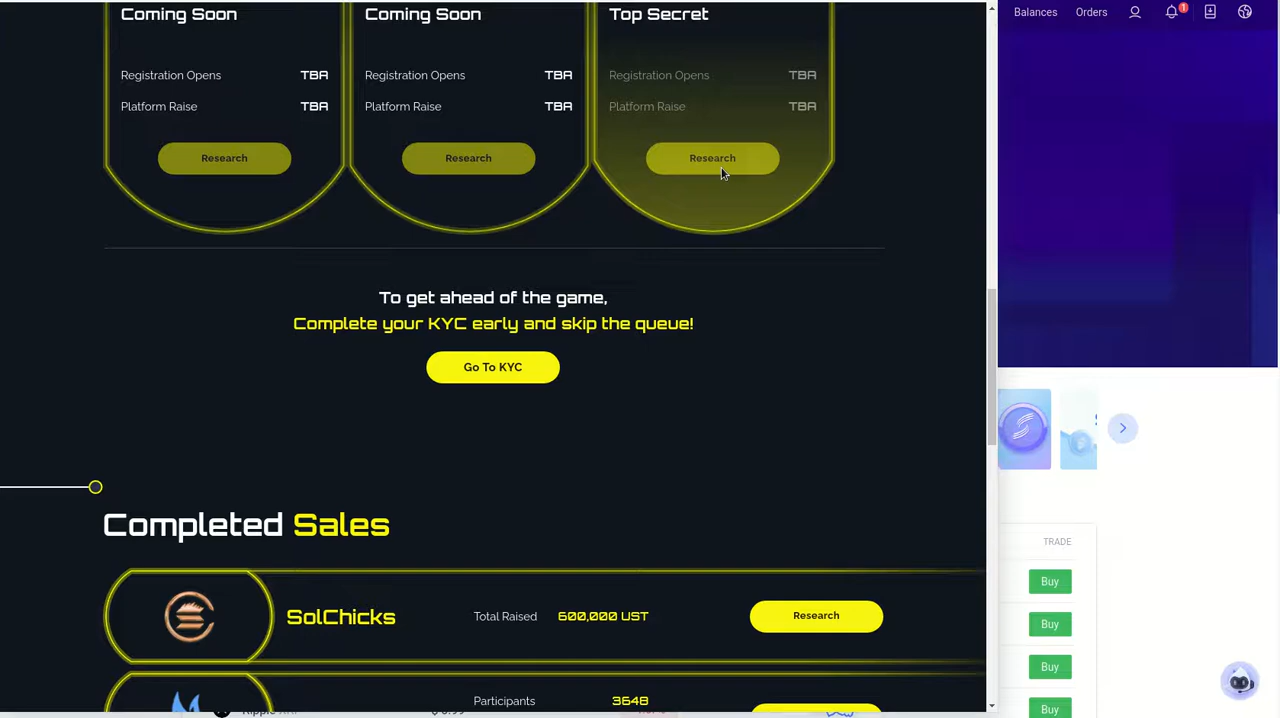 Balances Orders 1
Coming Soon Coming Soon Top Secret
Registration Opens TBA Registration Opens TBA Registration Opens TBA
Platform Raise TBA Platform Raise TBA Platform Raise TBA
Research Research Research
To get ahead of the game,
Complete your KYC early and skip the queue!
Go To KYC
Completed Sales
TRADE
Buy
SolChicks Total Raised 600,000 UST Research
Buy
Buy
Participants 3648
Buy